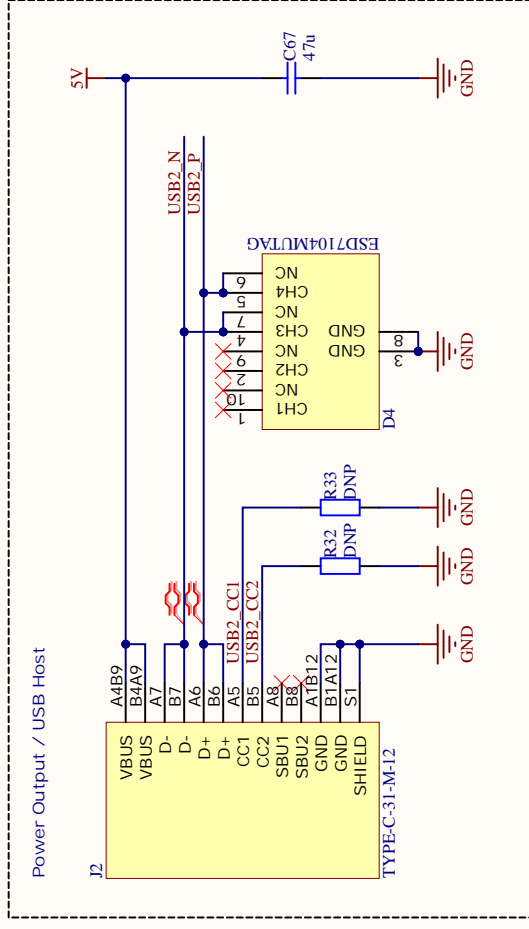 Power Output / USB Host
J2
TYPE-C-31-M-12
VBUS
VBUS
D-
D-
D+
D+
CC1
CC2
SBU1
SBU2
GND
GND
SHIELD
A4B9
B4A9
A7
B7
A6
B6
A5
B5
A8
B8
A1B12
B1A12
S1
USB2_CC1
USB2_CC2
R32
DNP
R33
DNP
GND
GND
GND
D4
ESD7104MUTAG
CH1
NC
CH2
NC
CH3
NC
CH4
NC
1
10
2
9
4
7
5
6
GND
GND
3
8
GND
USB2_N
USB2_P
5V
C67
47u
GND